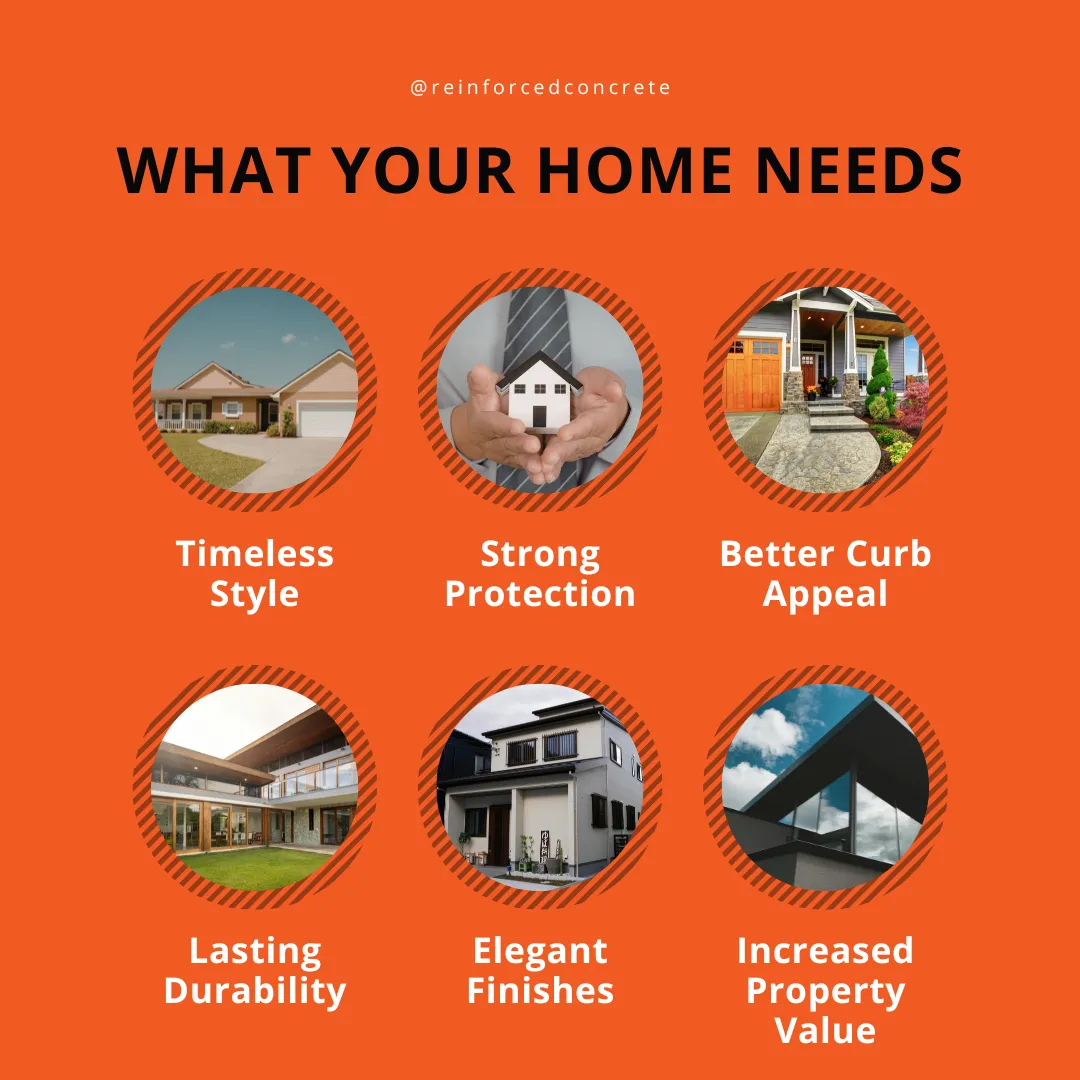 @reinforcedconcrete
WHAT YOUR HOME NEEDS
Timeless
Style
Strong
Protection
Better Curb
Appeal
Lasting
Durability
Elegant
Finishes
Increased
Property
Value